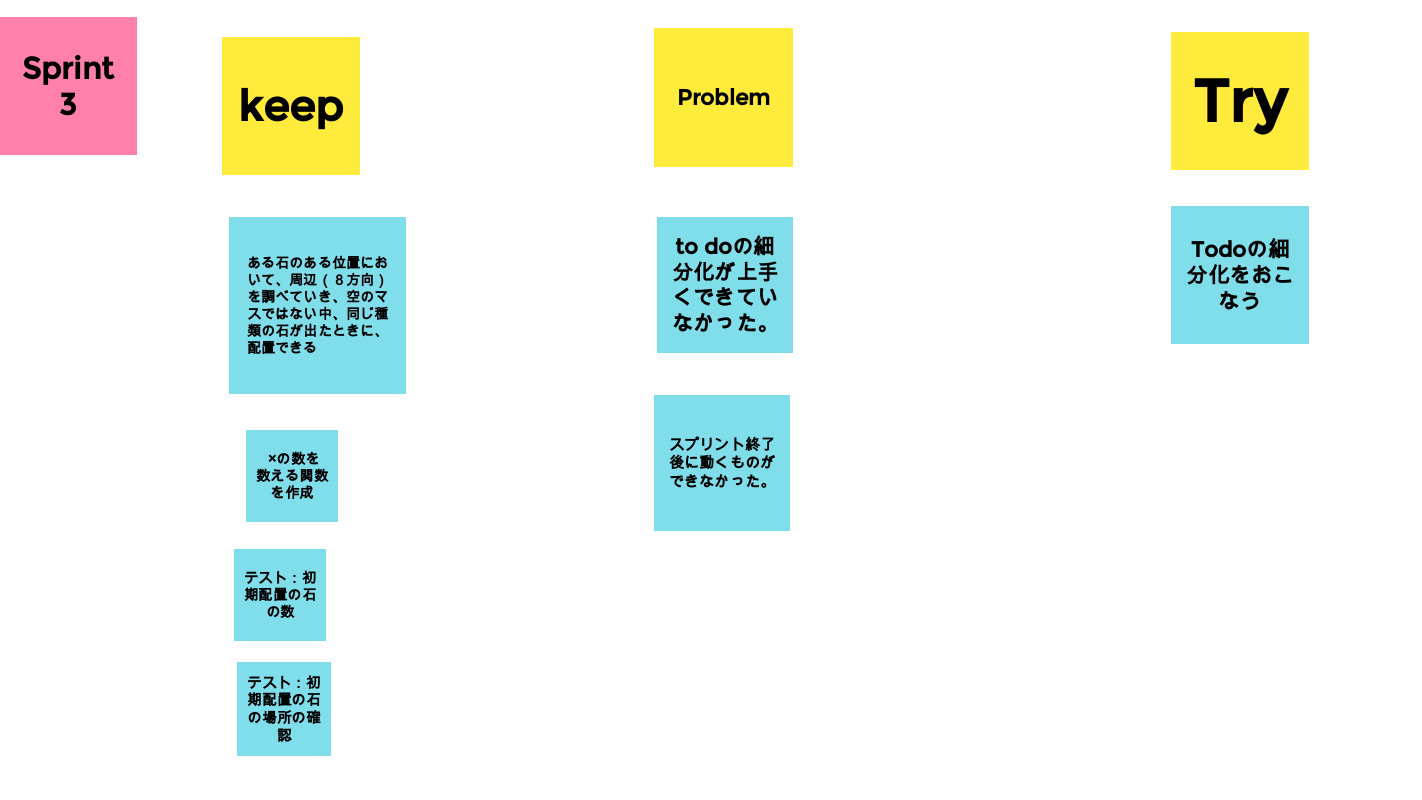 Sprint
3
keep
Problem
Try
ある石のある位置にお
いて、周辺（８方向）
を調べていき、空のマ
スではない中、同じ種
類の石が出たときに、
配置できる
×の数を
数える関数
を作成
テスト：初
期配置の石
の数
テスト：初
期配置の石
の場所の確
認
to doの細
分化が上手
くできてい
なかった。
スプリント終了
後に動くものが
できなかった。
Todoの細
分化をおこ
なう